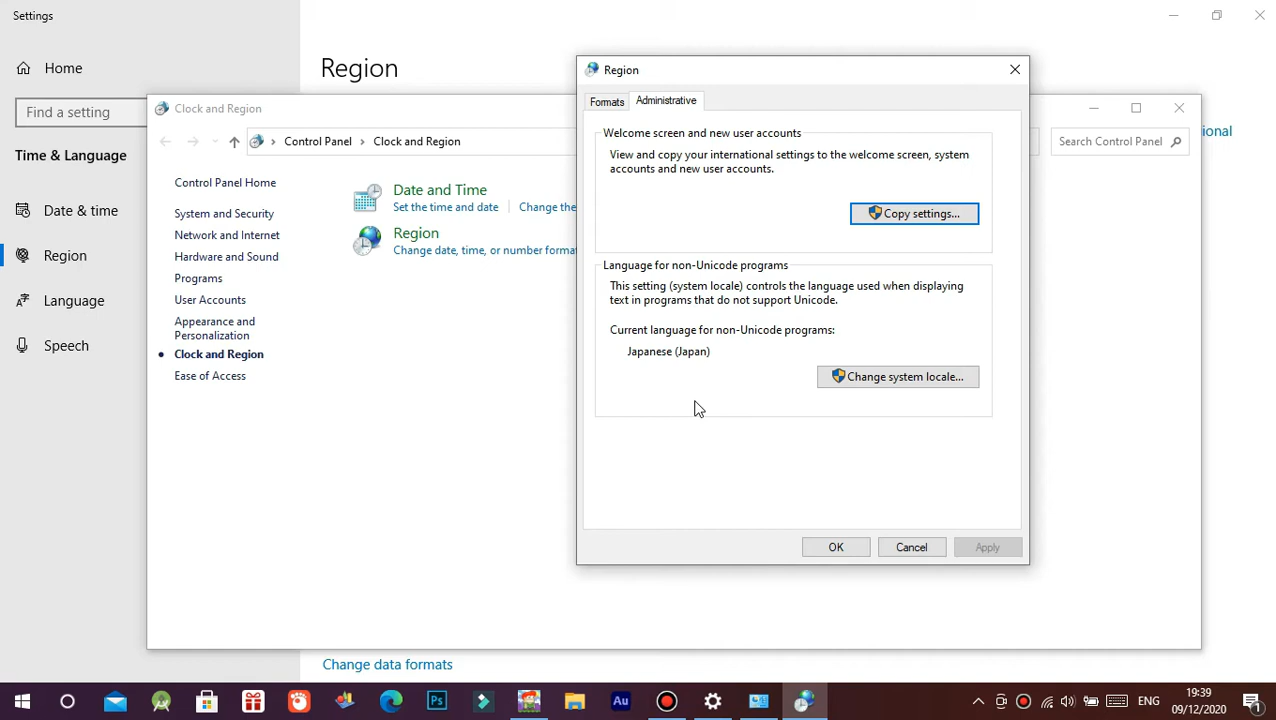 Settings
Home
Find a setting
Time & Language
Date & time
Region
Language
Speech
Region
ional
Change data formats
Clock and Region
Control Panel
Clock and Region
Search Control Panel
Control Panel Home
System and Security
Network and Internet
Hardware and Sound
Programs
User Accounts
Appearance and
Personalization
Clock and Region
Ease of Access
Date and Time
Set the time and date
Change the
Region
Change date, time, or number format
Region
Formats
Administrative
Welcome screen and new user accounts
View and copy your international settings to the welcome screen, system
accounts and new user accounts.
Copy settings...
Language for non-Unicode programs
This setting (system locale) controls the language used when displaying
text in programs that do not support Unicode.
Current language for non-Unicode programs:
Japanese (Japan)
Change system locale...
OK
Cancel
Apply
Ps
Au
ENG
19:39
09/12/2020
1